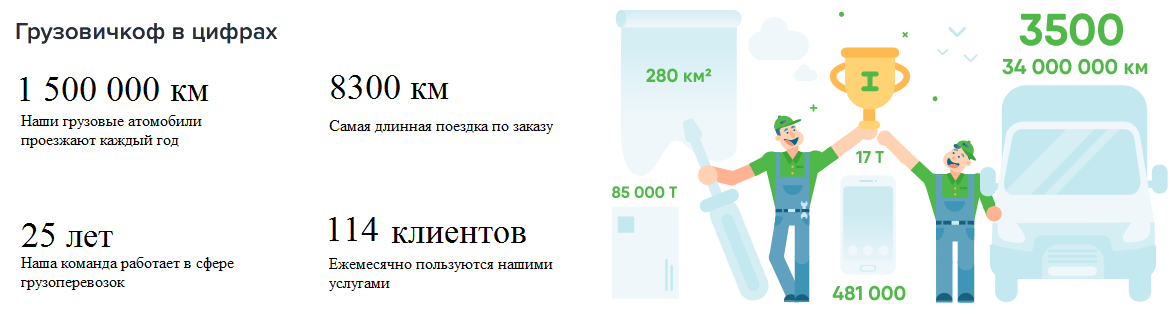 Грузовичкоф в цифрах
1 500 000 км
Наши грузовые атомобили
проезжают каждый год
8300 км
Самая длинная поездка по заказу
25 лет
Наша команда работает в сфере
грузоперевозок
114 клиентов
Ежемесячно пользуются нашими
услугами
280 км²
I
3500
34 000 000 км
17 Т
85 000 Т
481 000